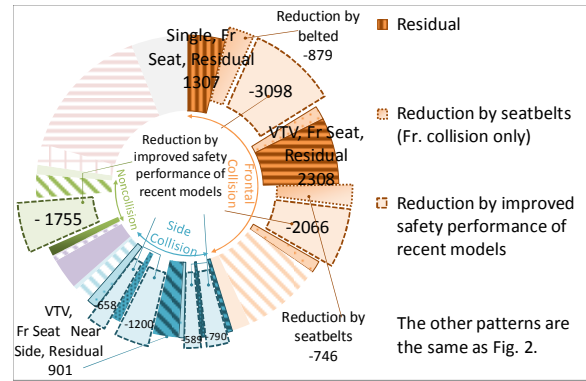 Single, Fr
Seat, Residual
1307
Reduction by
belted
-879
-3098
Reduction by
improved safety
performance of
recent models
VTV, Fr Seat,
Residual
2308
Frontal
Collision
Noncollision
Side
Collision
- 1755
-2066
-658
-1200
-589
-790
VTV,
Fr Seat Near
Side, Residual
901
Reduction by
seatbelts
-746
Residual
Reduction by seatbelts
(Fr. collision only)
Reduction by improved
safety performance of
recent models
The other patterns are
the same as Fig. 2.